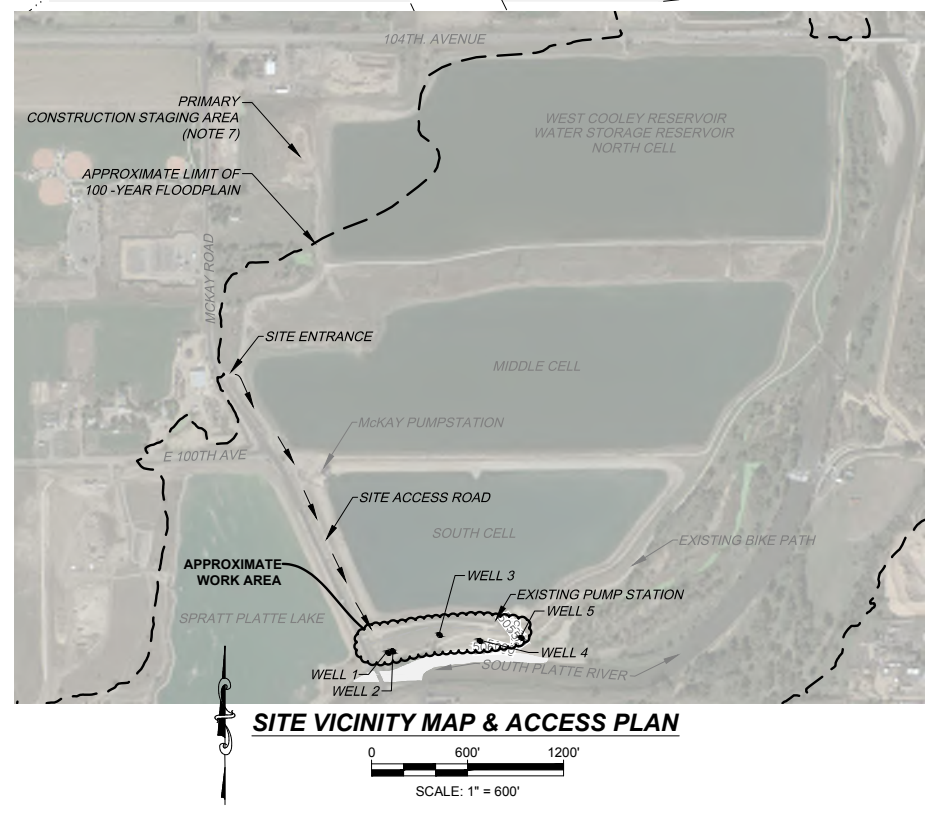 104TH. AVENUE
PRIMARY
CONSTRUCTION STAGING AREA
(NOTE 7)
WEST COOLEY RESERVOIR
WATER STORAGE RESERVOIR
NORTH CELL
APPROXIMATE LIMIT OF
100 -YEAR FLOODPLAIN
MCKAY ROAD
SITE ENTRANCE
MIDDLE CELL
McKAY PUMPSTATION
E 100TH AVE
SITE ACCESS ROAD
SOUTH CELL
EXISTING BIKE PATH
APPROXIMATE
WORK AREA
WELL 3
EXISTING PUMP STATION
WELL 5
SPRATT PLATTE LAKE
WELL 4
SOUTH PLATTE RIVER
WELL 1
WELL 2
SITE VICINITY MAP & ACCESS PLAN
0 600' 1200'
SCALE: 1" = 600'